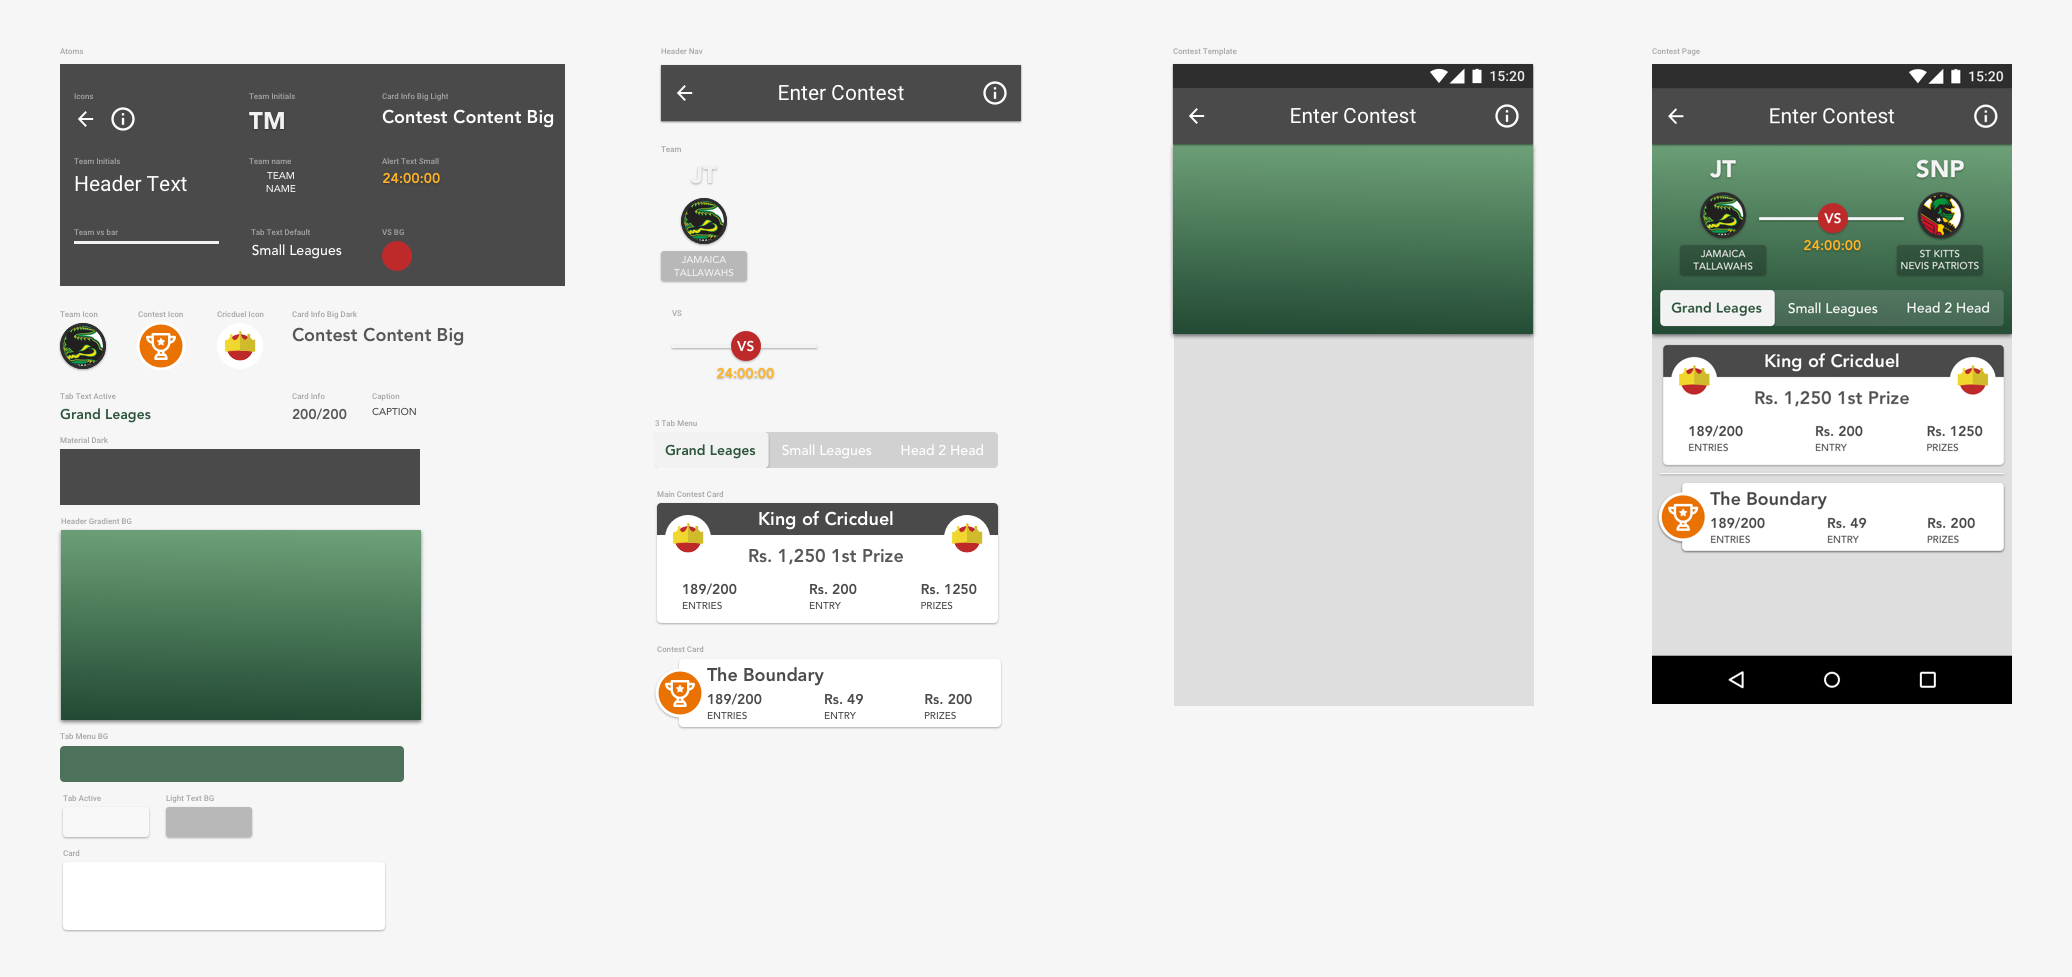 Atoms
Icons
Team Initials
TM
Card Info Big Light
Contest Content Big
Team Initials
Header Text
Team name
TEAM
NAME
Alert Text Small
24:00:00
Team vs bar
Tab Text Default
Small Leagues
VS BG
Team Icon
Contest Icon
Cricduel Icon
Card Info Big Dark
Contest Content Big
Tab Text Active
Grand Leages
Card Info
200/200
Caption
CAPTION
Material Dark
Header Gradient BG
Tab Menu BG
Tab Active
Light Text BG
Card
Header Nav
Enter Contest
Team
JT
JAMAICA
TALLAWAHS
VS
VS
24:00:00
3 Tab Menu
Grand Leages
Small Leagues
Head 2 Head
Main Contest Card
King of Cricduel
Rs. 1,250 1st Prize
189/200
Rs. 200
Rs. 1250
ENTRIES
ENTRY
PRIZES
Contest Card
The Boundary
189/200
Rs. 49
Rs. 200
ENTRIES
ENTRY
PRIZES
Contest Template
15:20
Enter Contest
Contest Page
15:20
Enter Contest
JT
SNP
VS
24:00:00
JAMAICA
TALLAWAHS
ST KITTS
NEVIS PATRIOTS
Grand Leages
Small Leagues
Head 2 Head
King of Cricduel
Rs. 1,250 1st Prize
189/200
Rs. 200
Rs. 1250
ENTRIES
ENTRY
PRIZES
The Boundary
189/200
Rs. 49
Rs. 200
ENTRIES
ENTRY
PRIZES